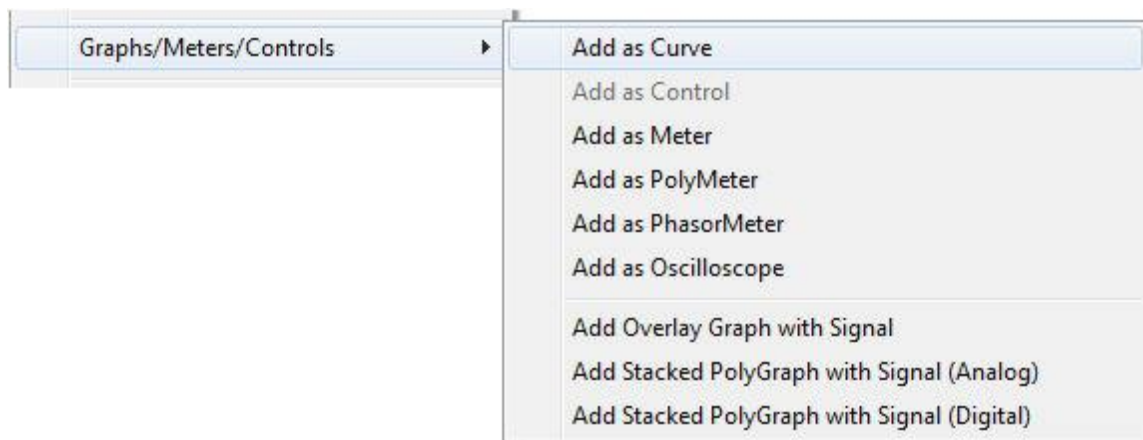 Graphs/Meters/Controls
Add as Curve
Add as Control
Add as Meter
Add as PolyMeter
Add as PhasorMeter
Add as Oscilloscope
Add Overlay Graph with Signal
Add Stacked PolyGraph with Signal (Analog)
Add Stacked PolyGraph with Signal (Digital)